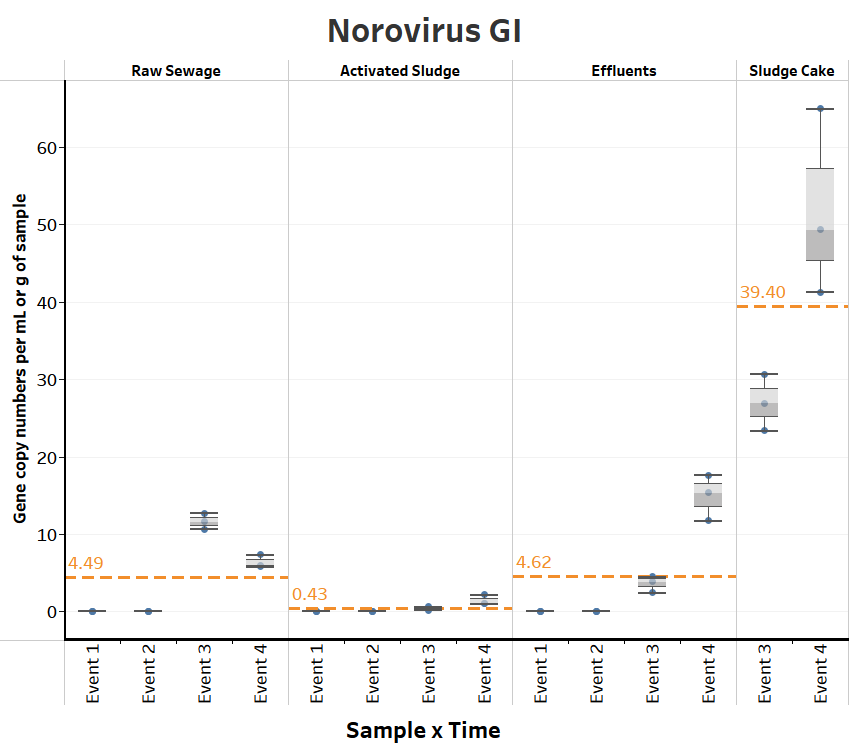 Norovirus GI
Raw Sewage
Activated Sludge
Effluents
Sludge Cake
Gene copy numbers per mL or g of sample
60
50
40
30
20
10
0
4.49
0.43
4.62
39.40
Event 1
Event 2
Event 3
Event 4
Event 1
Event 2
Event 3
Event 4
Event 1
Event 2
Event 3
Event 4
Event 3
Event 4
Sample x Time